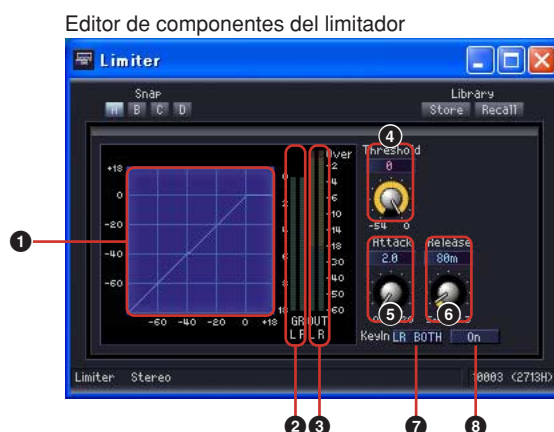 Editor de componentes del limitador
Limiter
Snap
Library
A B C D
Store Recall
4
Over
Threshold
0
+18
0
-20
-40
-60
-60 -40 -20 0 +18
-2
-4
-6
-10
-14
-18
-30
-40
-50
-60
GR OUT
L R L R
-54 0
Attack Release
2.0 80m
5 6
KeyIn LR BOTH On
Limiter Stereo
10003 (2713H)
1
2 3 7 8